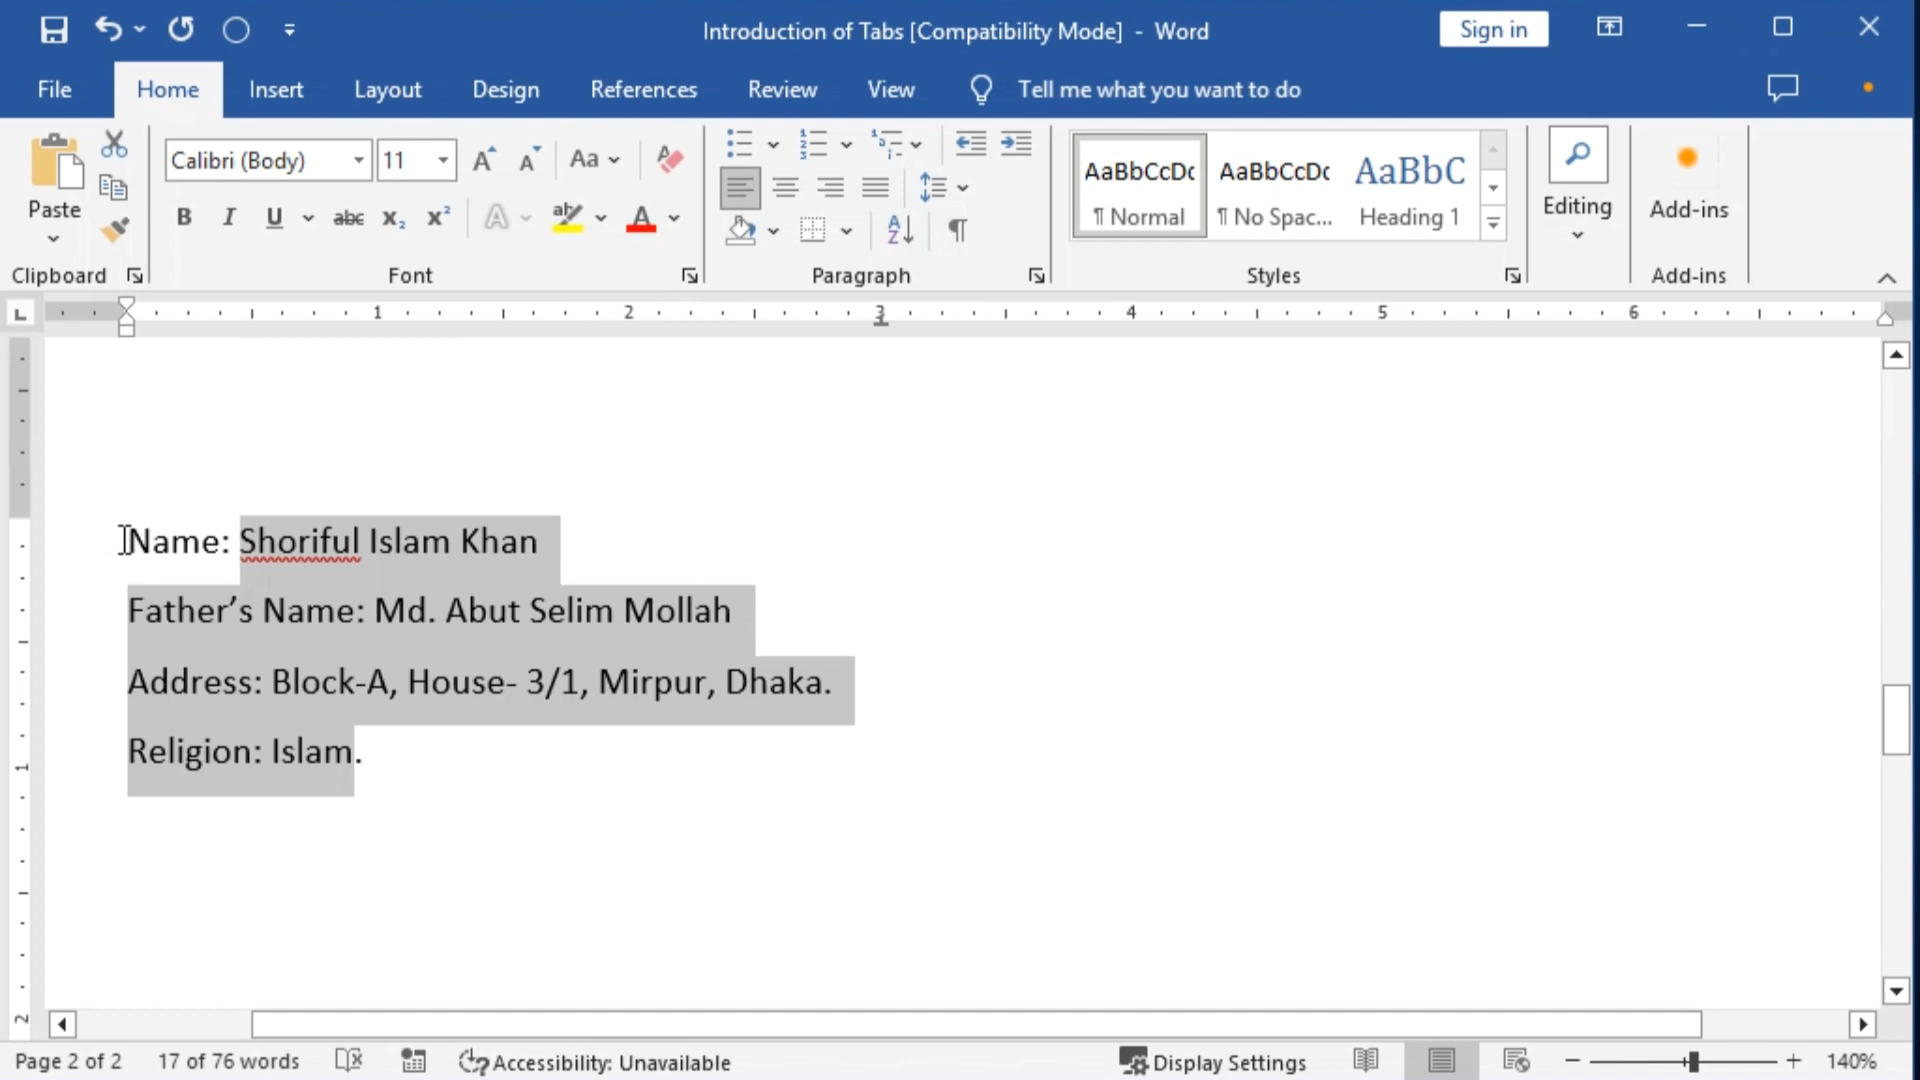 Introduction of Tabs [Compatibility Mode] - Word
Sign in
File Home Insert Layout Design References Review View Tell me what you want to do
Paste
Clipboard
Calibri (Body) 11
Font
Paragraph
AaBbCcDc AaBbCcDc AaBbC
¶ Normal ¶ No Spac... Heading 1
Styles
Editing
Add-ins
Add-ins
1 2 3 4 5 6
Name: Shoriful Islam Khan
Father’s Name: Md. Abut Selim Mollah
Address: Block-A, House- 3/1, Mirpur, Dhaka.
Religion: Islam.
1
2
Page 2 of 2 17 of 76 words Accessibility: Unavailable Display Settings 140%